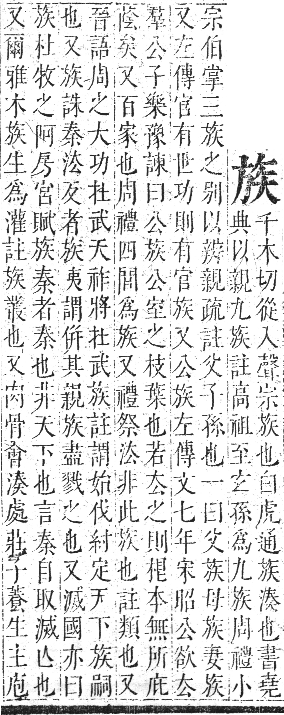 族
千木切從入聲宗族也白虎通族湊也書堯
典以親九族註高祖至玄孫爲九族周禮小
宗伯掌三族之别以辨親疏註父子孫也一曰父族母族妻族
又左傳官有世功則有官族又公族左傳文七年宋昭公欲去
羣公子樂豫諫曰公族公室之枝葉也若去之則根本無所庇
蔭矣又百家也周禮四閭爲族又禮祭法非此族也註類也又
晉語周之大功在武天祚將在武族註謂始伐紂定天下族嗣
也又族誅秦法及者族夷謂併其親族盡戮之也又滅國亦曰
族杜牧之阿房宮賦族秦者秦也非天下也言秦自取滅亡也
又爾雅木族生爲灌註族叢也又肉骨會湊處莊子養生主庖